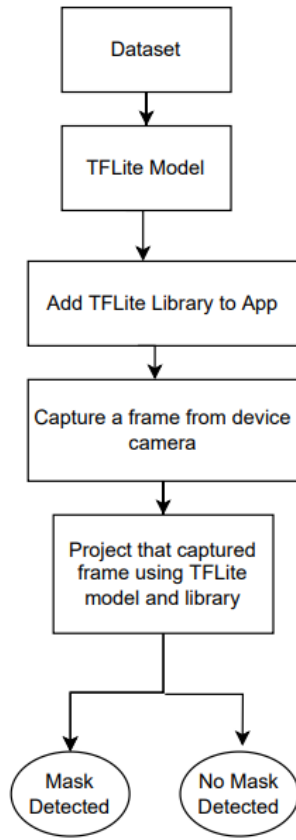 Dataset
TFLite Model
Add TFLite Library to App
Capture a frame from device
camera
Project that captured
frame using TFLite
model and library
Mask
Detected
No Mask
Detected